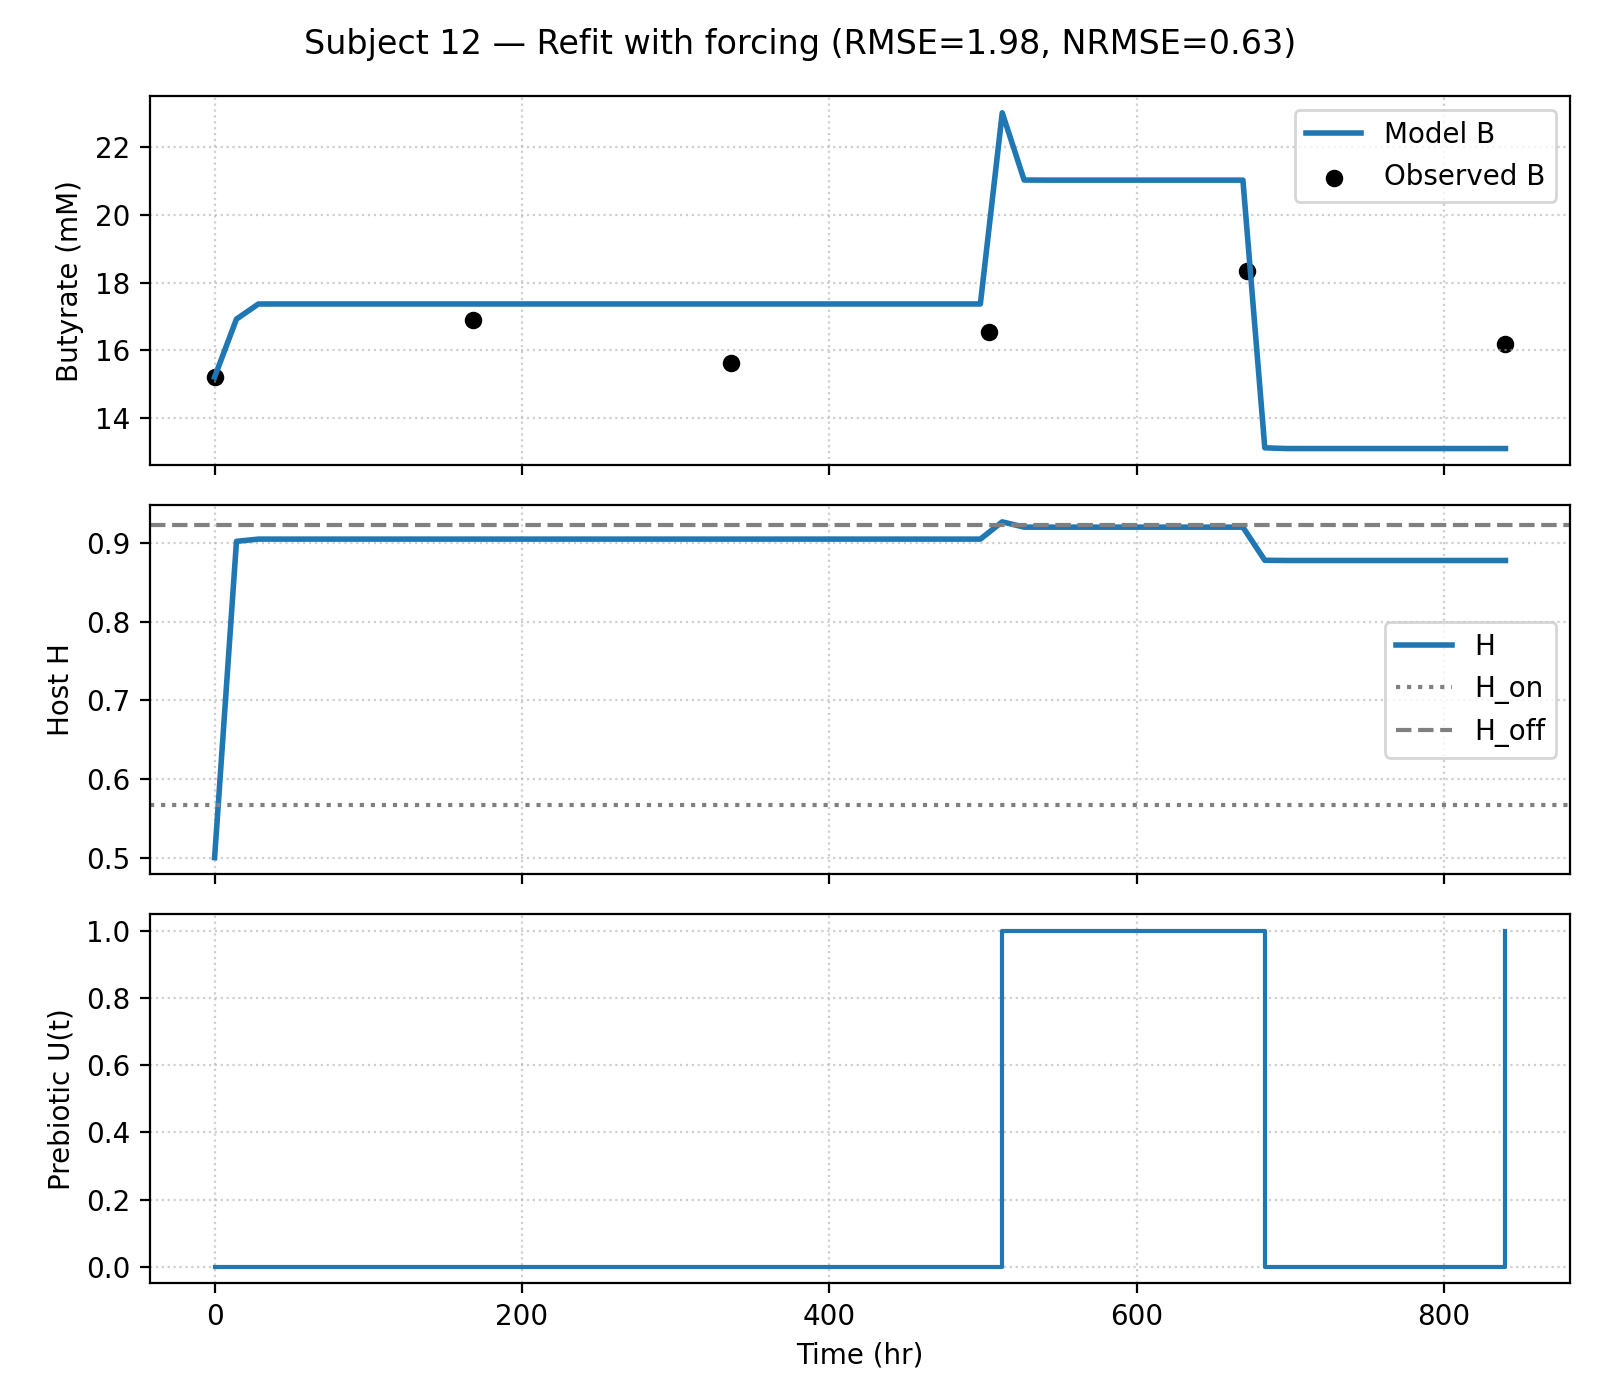 Subject 12 — Refit with forcing (RMSE=1.98, NRMSE=0.63)
Butyrate (mM)
22
20
18
16
14
Model B
Observed B
Host H
0.9
0.8
0.7
0.6
0.5
H
H_on
H_off
Prebiotic U(t)
1.0
0.8
0.6
0.4
0.2
0.0
0 200 400 600 800
Time (hr)